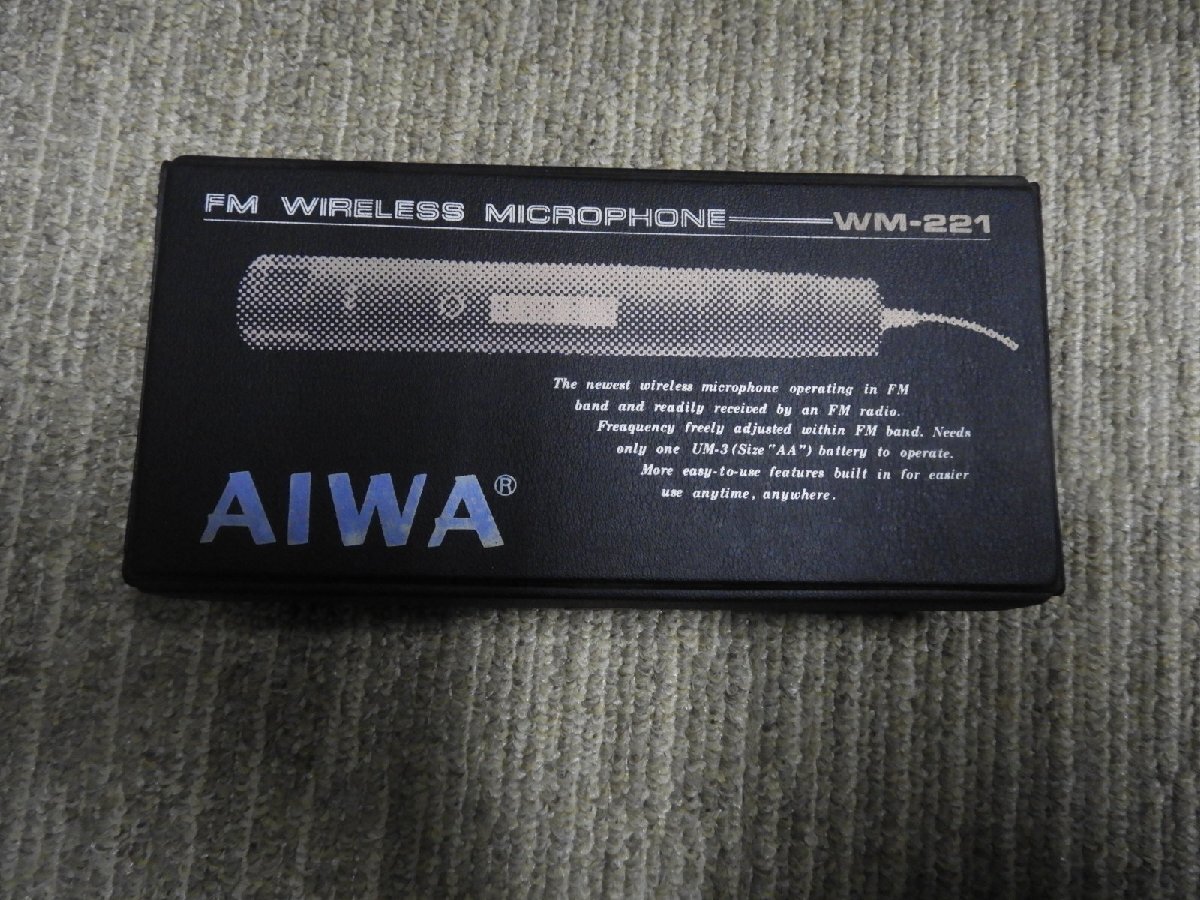 FM WIRELESS MICROPHONE WM-221
The newest wireless microphone operating in FM
band and readily received by an FM radio.
Freaquency freely adjusted within FM band. Needs
only one UM-3 (Size "AA") battery to operate.
More easy-to-use features built in for easier
use anytime, anywhere.
AIWA®